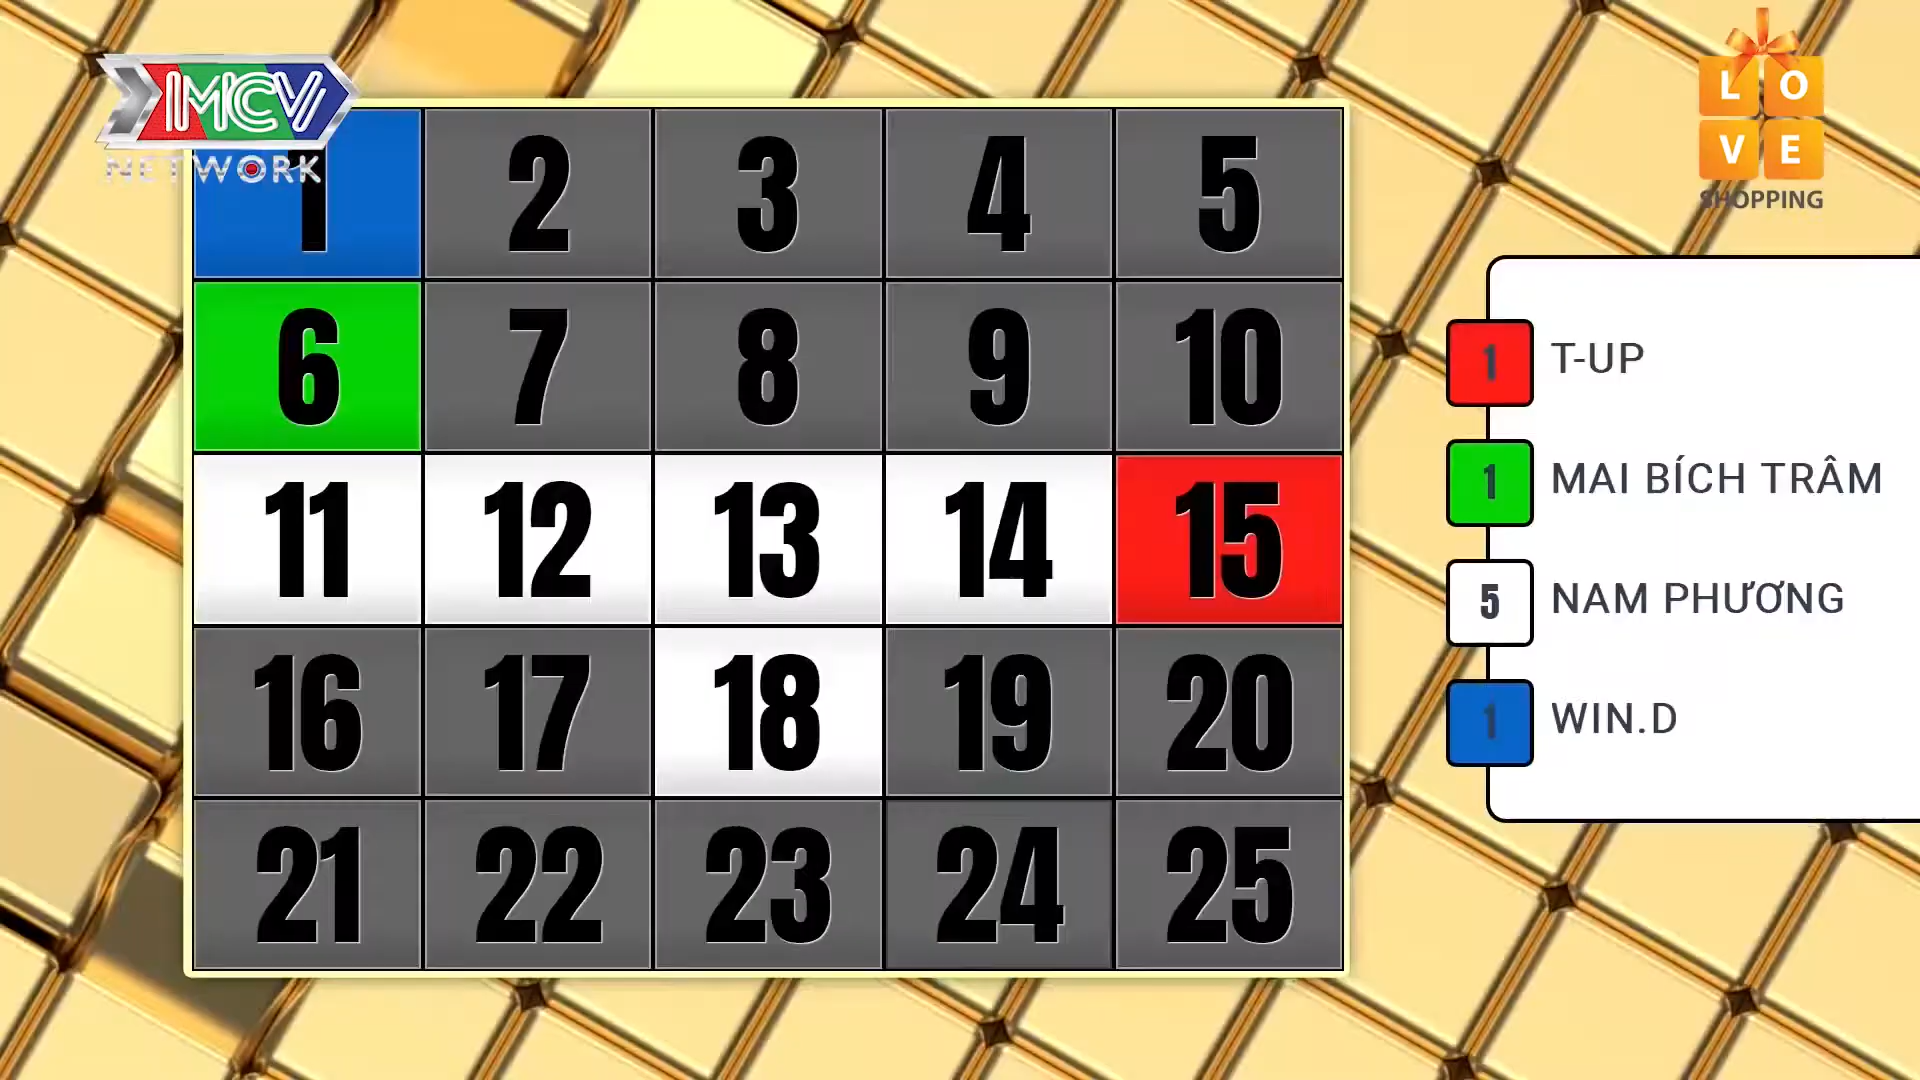 MCV
NETWORK
LOVE
SHOPPING
1 2 3 4 5
6 7 8 9 10
11 12 13 14 15
16 17 18 19 20
21 22 23 24 25
1 T-UP
1 MAI BÍCH TRÂM
5 NAM PHƯƠNG
1 WIN.D